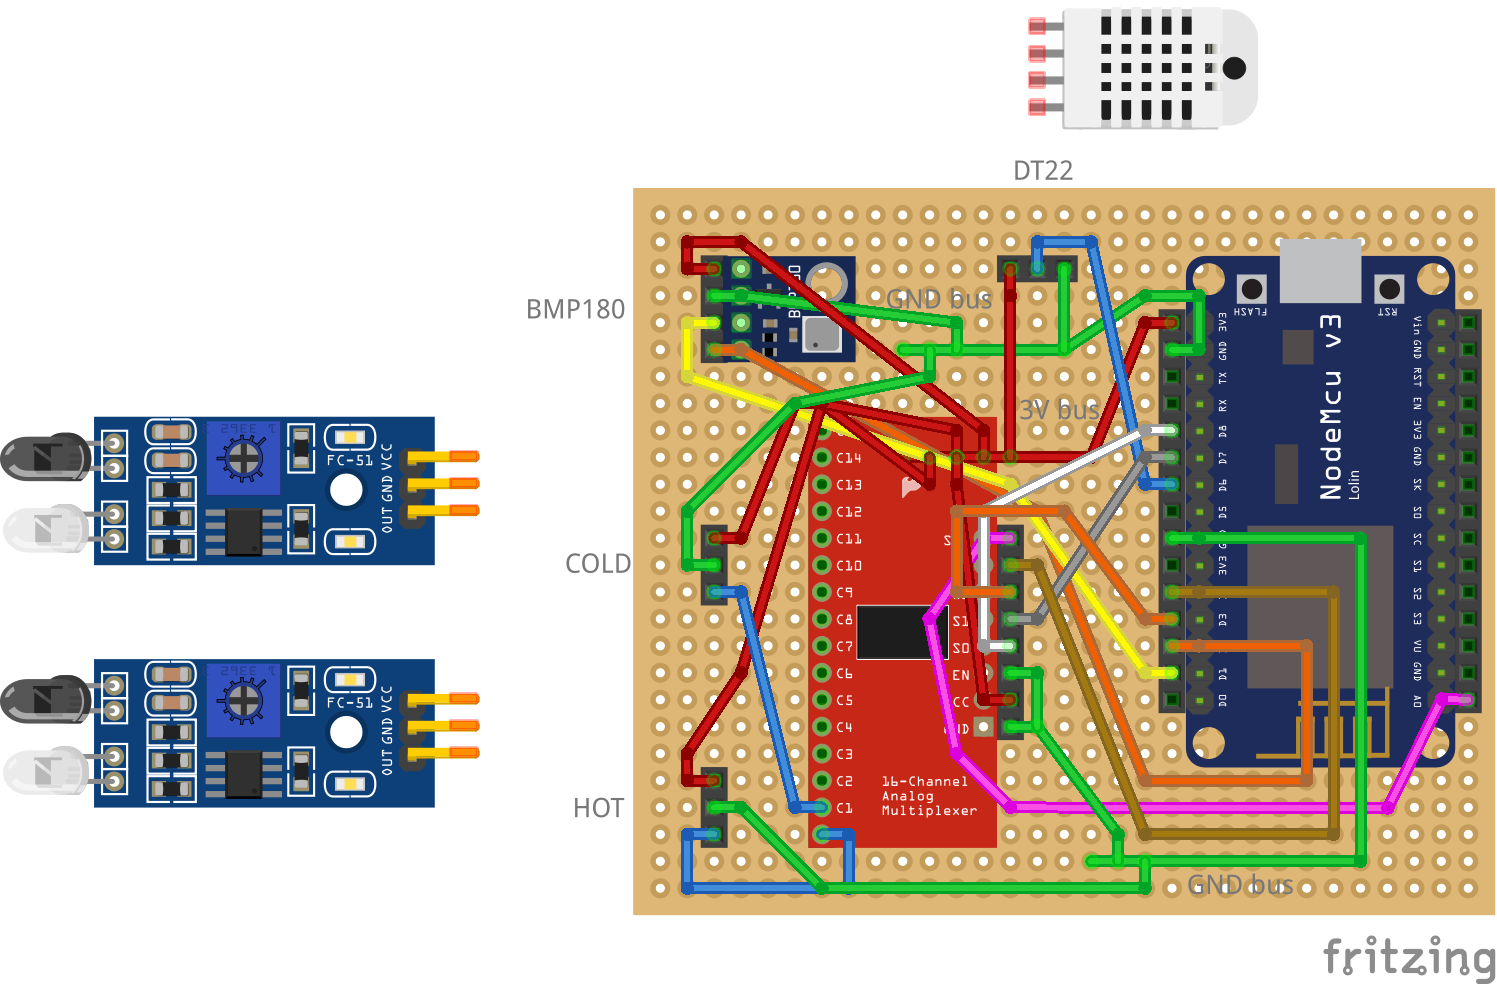 DT22
BMP180
GND bus
3V bus
COLD
HOT
GND bus
FC-51
OUT GND VCC
FC-51
OUT GND VCC
C14
C13
C12
C11
C10
C9
C8
C7
C6
C5
C4
C3
C2
C1
S1
S0
EN
16-Channel
Analog
Multiplexer
FLASH
RST
NodeMcu v3
Lolin
3V3
GND
TX
RX
D8
D7
D6
D5
3V3
D3
D1
D0
Vin
GND
RST
EN
3V3
GND
SK
SO
SC
S1
S2
S3
VU
GND
AO
fritzing